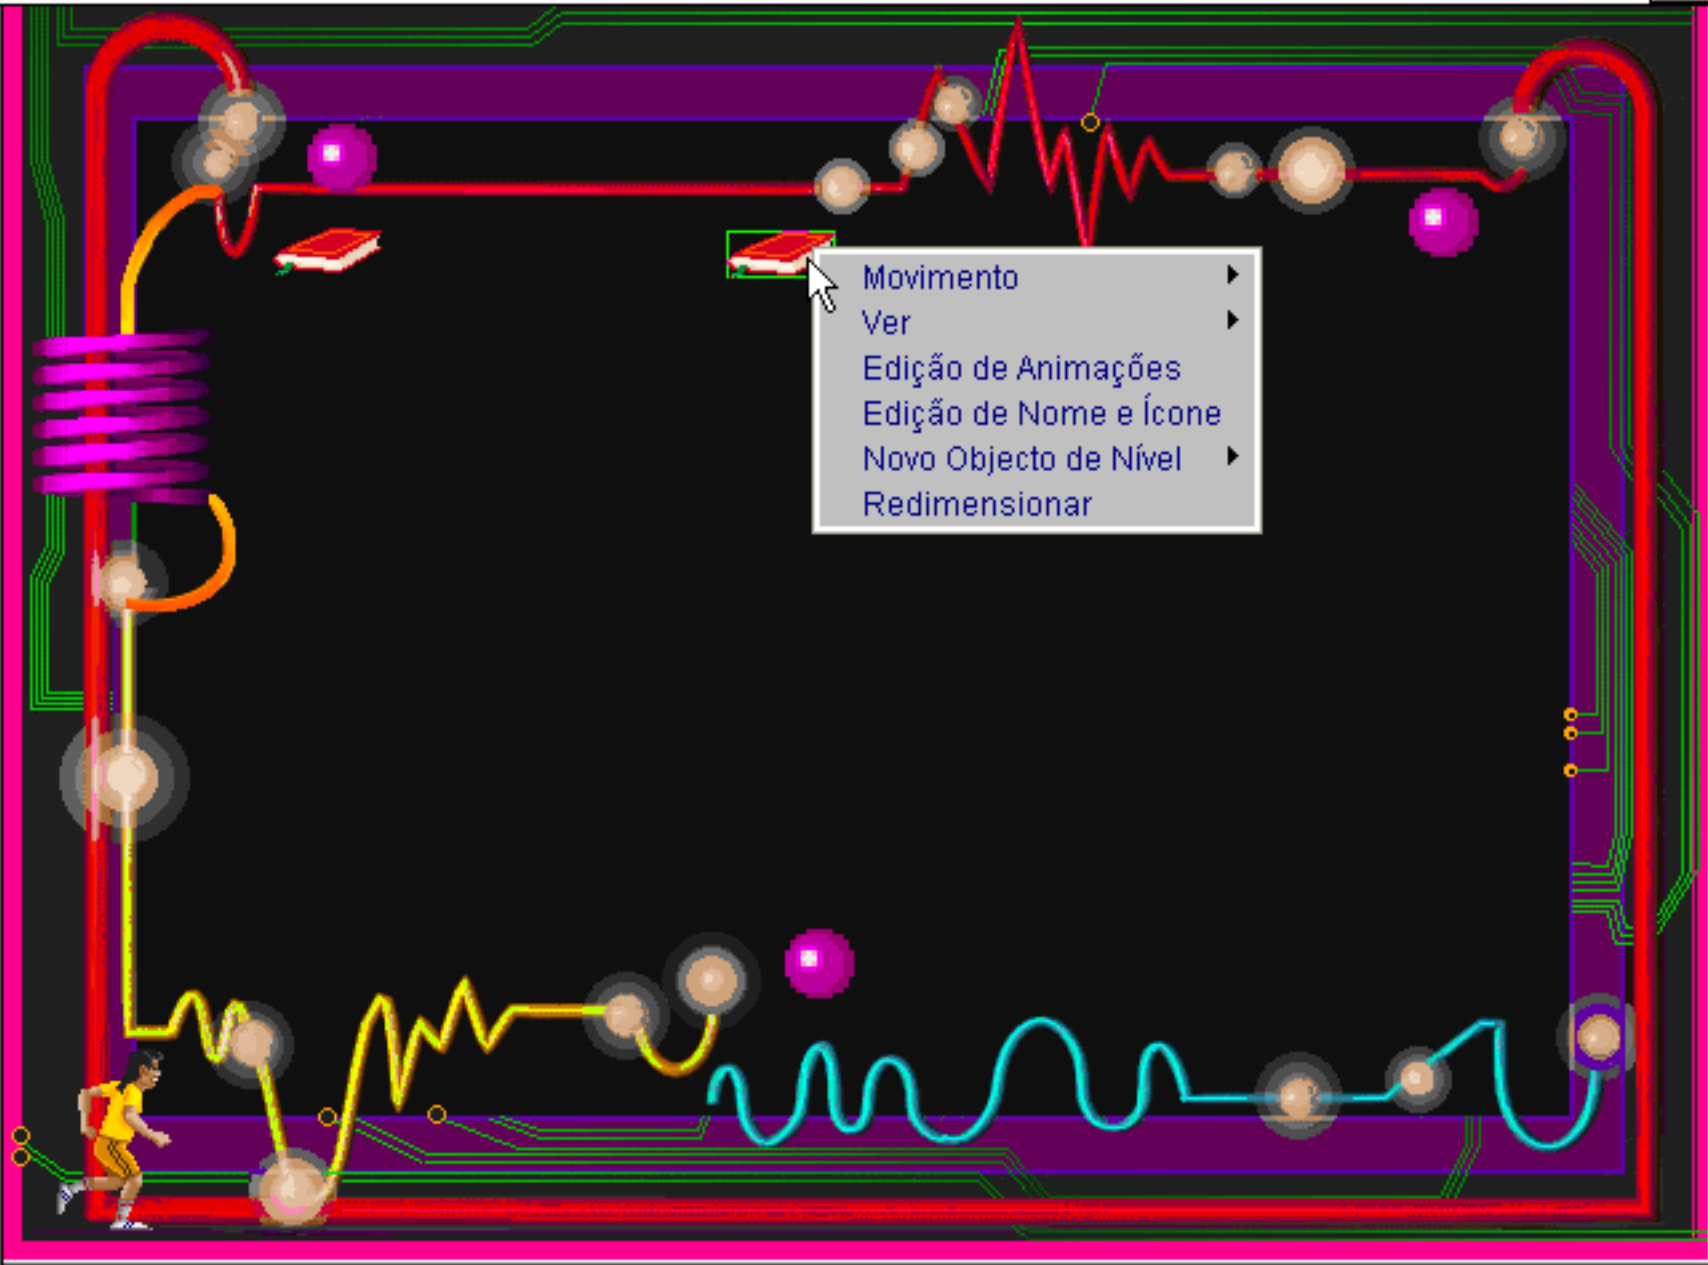 Movimento
Ver
Edição de Animações
Edição de Nome e Ícone
Novo Objecto de Nível
Redimensionar